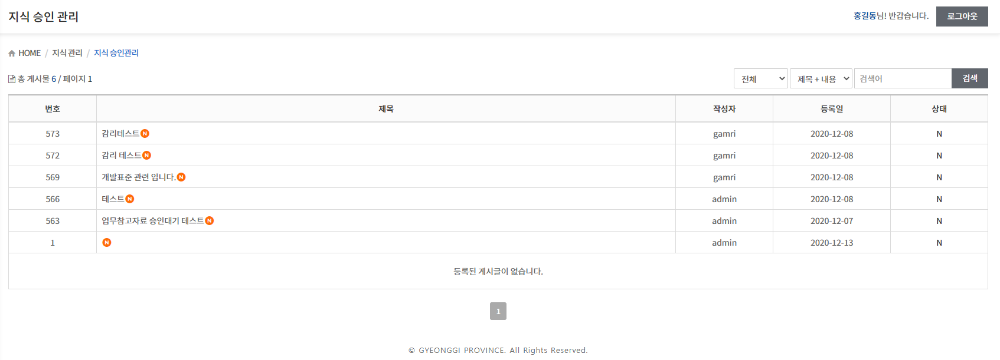 지식 승인 관리
홍길동님! 반갑습니다. 로그아웃
HOME / 지식 관리 / 지식 승인관리
총 게시물 6 / 페이지 1
전체 제목 + 내용 검색어 검색
번호 제목 작성자 등록일 상태
573 감리테스트 N gamri 2020-12-08 N
572 감리 테스트 N gamri 2020-12-08 N
569 개발표준 관련 입니다. N gamri 2020-12-08 N
566 테스트 N admin 2020-12-08 N
563 업무참고자료 승인대기 테스트 N admin 2020-12-07 N
1 N admin 2020-12-13 N
등록된 게시글이 없습니다.
1
© GYEONGGI PROVINCE. All Rights Reserved.